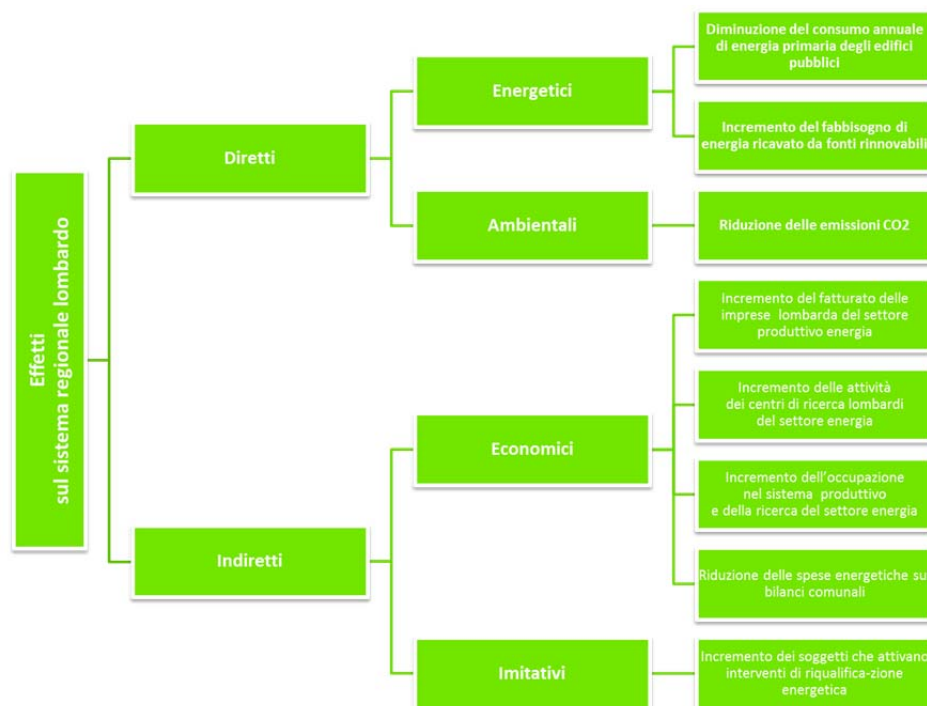 Effetti
sul sistema regionale lombardo
Diretti
Energetici
Diminuzione del consumo annuale
di energia primaria degli edifici
pubblici
Incremento del fabbisogno di
energia ricavato da fonti rinnovabili
Ambientali
Riduzione delle emissioni CO2
Indiretti
Economici
Incremento del fatturato delle
imprese lombarda del settore
produttivo energia
Incremento delle attività
dei centri di ricerca lombardi
del settore energia
Incremento dell'occupazione
nel sistema produttivo
e della ricerca del settore energia
Riduzione delle spese energetiche su
bilanci comunali
Imitativi
Incremento dei soggetti che attivano
interventi di riqualifica-zione
energetica